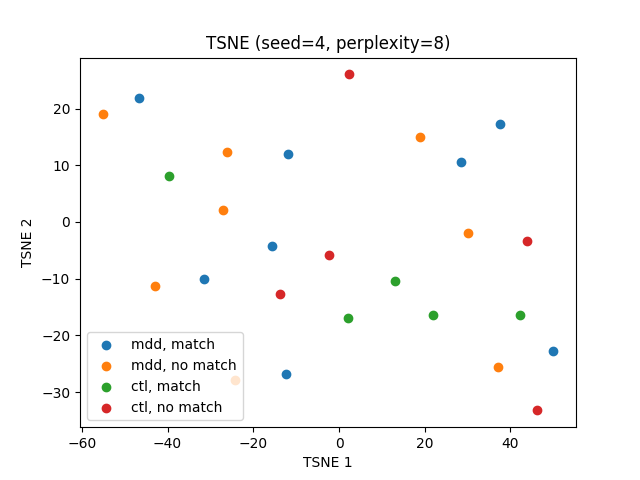 TSNE (seed=4, perplexity=8)
20
10
0
−10
−20
−30
TSNE 2
mdd, match
mdd, no match
ctl, match
ctl, no match
−60 −40 −20 0 20 40
TSNE 1